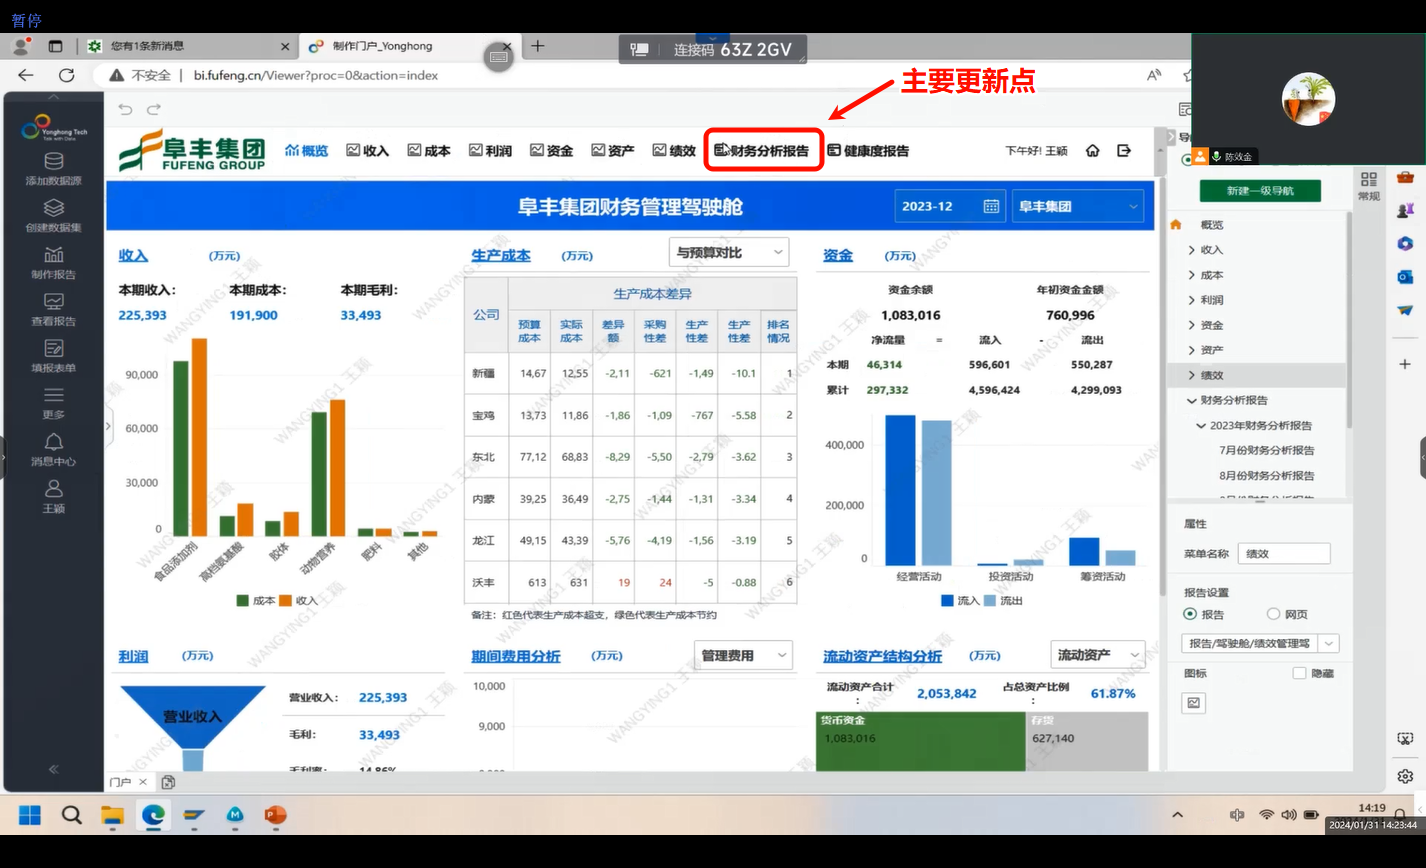 暂停
您有1条新消息
制作门户_Yonghong
连接码 63Z 2GV
不安全 | bi.fufeng.cn/Viewer?proc=0&action=index
主要更新点
陈效金
Yonghong Tech
阜丰集团
FUFENG GROUP
概览 收入 成本 利润 资金 资产 绩效 财务分析报告 健康度报告
下午好! 王颖
添加数据源
创建数据集
制作报告
查看报告
填报表单
更多
消息中心
王颖
阜丰集团财务管理驾驶舱
2023-12
阜丰集团
收入 (万元)
本期收入: 本期成本: 本期毛利:
225,393 191,900 33,493
90,000
60,000
30,000
0
食品添加剂 高档氨基酸 胶体 动物营养 肥料 其他
成本 收入
生产成本 (万元) 与预算对比
公司 生产成本差异
预算成本 实际成本 差异额 采购性差 生产性差 生产性差 排名情况
新疆 14,67 12,55 -2,11 -621 -1,49 -10.1 1
宝鸡 13,73 11,86 -1,86 -1,09 -767 -5.58 2
东北 77,12 68,83 -8,29 -5,50 -2,79 -3.62 3
内蒙 39,25 36,49 -2,75 -1,44 -1,31 -3.34 4
龙江 49,15 43,39 -5,76 -4,19 -1,56 -3.19 5
沃丰 613 631 19 24 -5 -0.88 6
备注: 红色代表生产成本超支，绿色代表生产成本节约
资金 (万元)
资金余额 年初资金金额
1,083,016 760,996
净流量 = 流入 - 流出
本期 46,314 596,601 550,287
累计 297,332 4,596,424 4,299,093
400,000
200,000
0
经营活动 投资活动 筹资活动
流入 流出
利润 (万元)
营业收入
营业收入: 225,393
毛利: 33,493
毛利率: 14.86%
期间费用分析 (万元) 管理费用
10,000
9,000
流动资产结构分析 (万元) 流动资产
流动资产合计: 2,053,842 占总资产比例: 61.87%
货币资金
1,083,016
存货
627,140
WANGYING1 王颖
新建一级导航
常规
概览
收入
成本
利润
资金
资产
绩效
财务分析报告
2023年财务分析报告
7月份财务分析报告
8月份财务分析报告
属性
菜单名称 绩效
报告设置
报告 网页
报告/驾驶舱/绩效管理驾
图标 隐藏
门户
14:19
2024/01/31 14:23:44